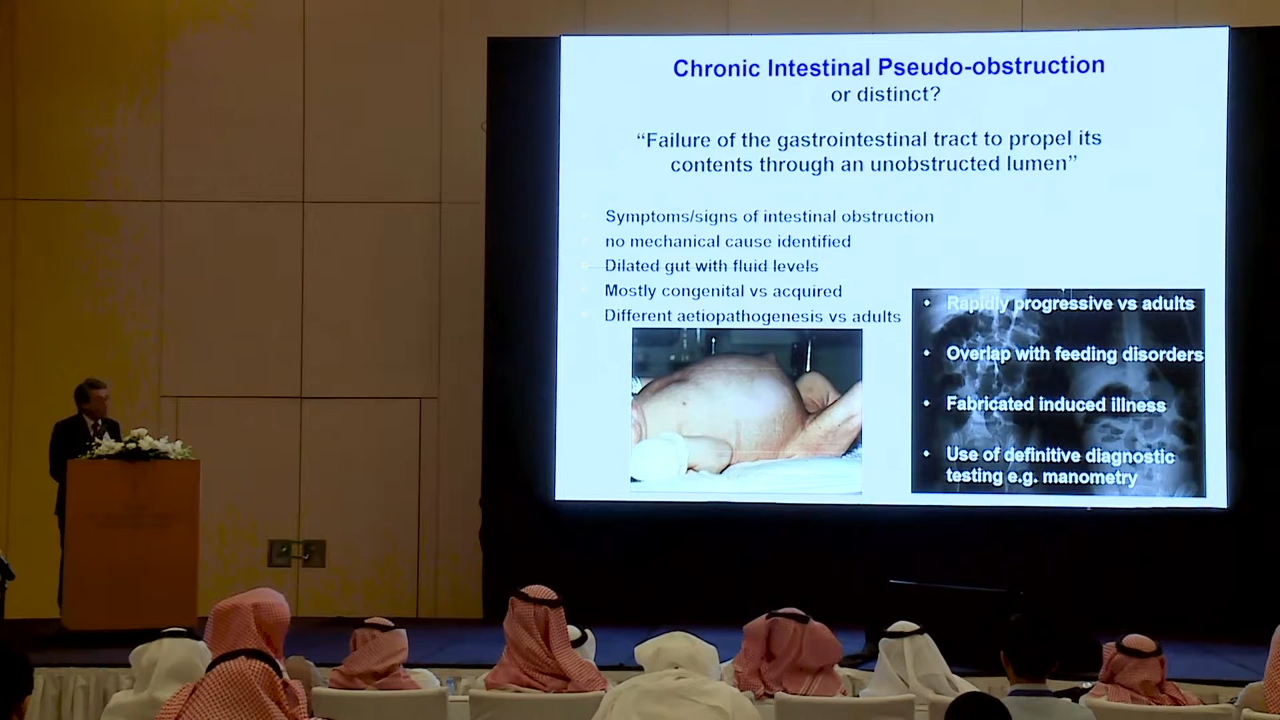 Chronic Intestinal Pseudo-obstruction
or distinct?
“Failure of the gastrointestinal tract to propel its
contents through an unobstructed lumen”
Symptoms/signs of intestinal obstruction
no mechanical cause identified
Dilated gut with fluid levels
Mostly congenital vs acquired
Different aetiopathogenesis vs adults
• Rapidly progressive vs adults
• Overlap with feeding disorders
• Fabricated induced illness
• Use of definitive diagnostic
testing e.g. manometry